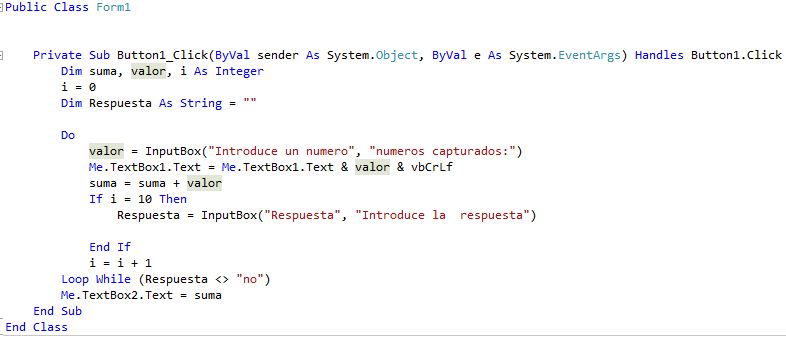 Public Class Form1
Private Sub Button1_Click(ByVal sender As System.Object, ByVal e As System.EventArgs) Handles Button1.Click
Dim suma, valor, i As Integer
i = 0
Dim Respuesta As String = ""
Do
valor = InputBox("Introduce un numero", "numeros capturados:")
Me.TextBox1.Text = Me.TextBox1.Text & valor & vbCrLf
suma = suma + valor
If i = 10 Then
Respuesta = InputBox("Respuesta", "Introduce la  respuesta")
End If
i = i + 1
Loop While (Respuesta <> "no")
Me.TextBox2.Text = suma
End Sub
End Class